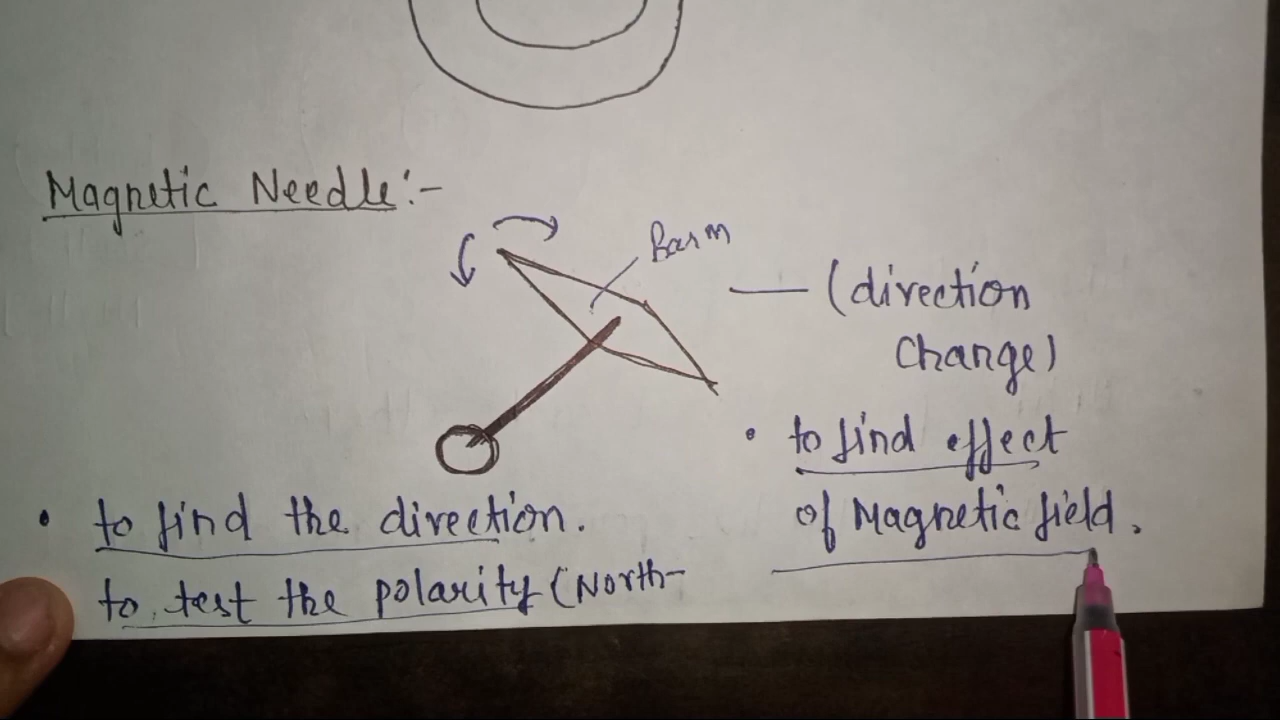 Magnetic Needle:-
Bar m
— (direction
change)
• to find effect
of Magnetic field.
• to find the direction.
to test the polarity (North-